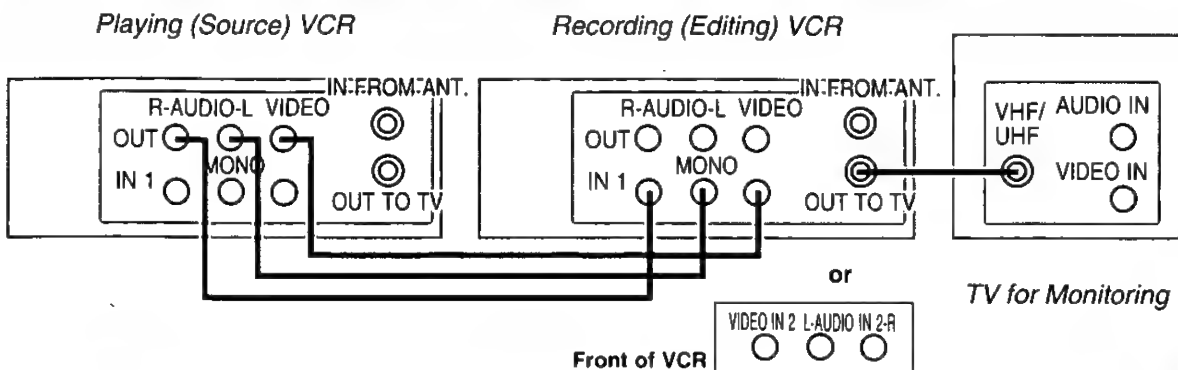 Playing (Source) VCR
Recording (Editing) VCR
IN FROM ANT.
R-AUDIO-L VIDEO
OUT
MONO
IN 1
OUT TO TV
IN FROM ANT.
R-AUDIO-L VIDEO
OUT
MONO
IN 1
OUT TO TV
VHF/
UHF
AUDIO IN
VIDEO IN
or
TV for Monitoring
VIDEO IN 2 L-AUDIO IN 2-R
Front of VCR